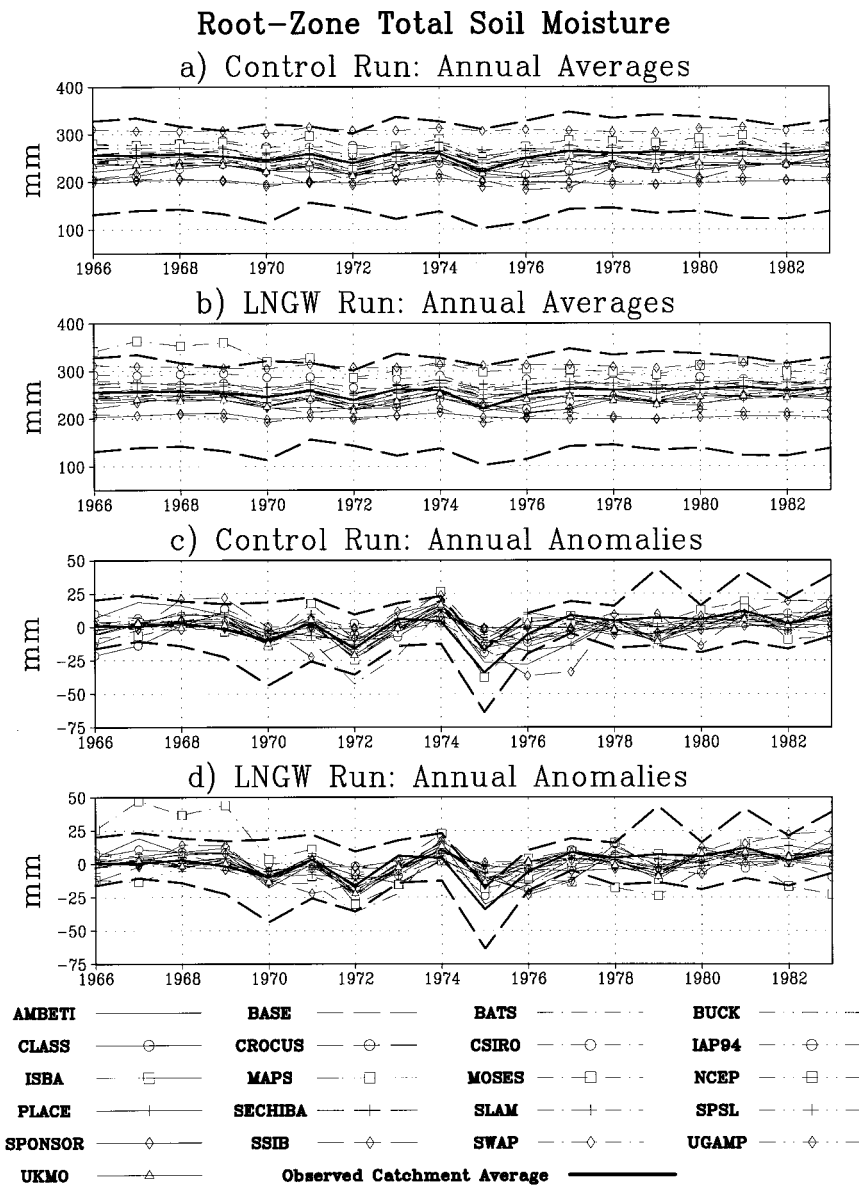 Root-Zone Total Soil Moisture
a) Control Run: Annual Averages
400
300
200
100
mm
1966 1968 1970 1972 1974 1976 1978 1980 1982
b) LNGW Run: Annual Averages
400
300
200
100
mm
1966 1968 1970 1972 1974 1976 1978 1980 1982
c) Control Run: Annual Anomalies
50
25
0
-25
-50
-75
mm
1966 1968 1970 1972 1974 1976 1978 1980 1982
d) LNGW Run: Annual Anomalies
50
25
0
-25
-50
-75
mm
1966 1968 1970 1972 1974 1976 1978 1980 1982
AMBETI BASE BATS BUCK
CLASS CROCUS CSIRO IAP94
ISBA MAPS MOSES NCEP
PLACE SECHIBA SLAM SPSL
SPONSOR SSIB SWAP UGAMP
UKMO Observed Catchment Average